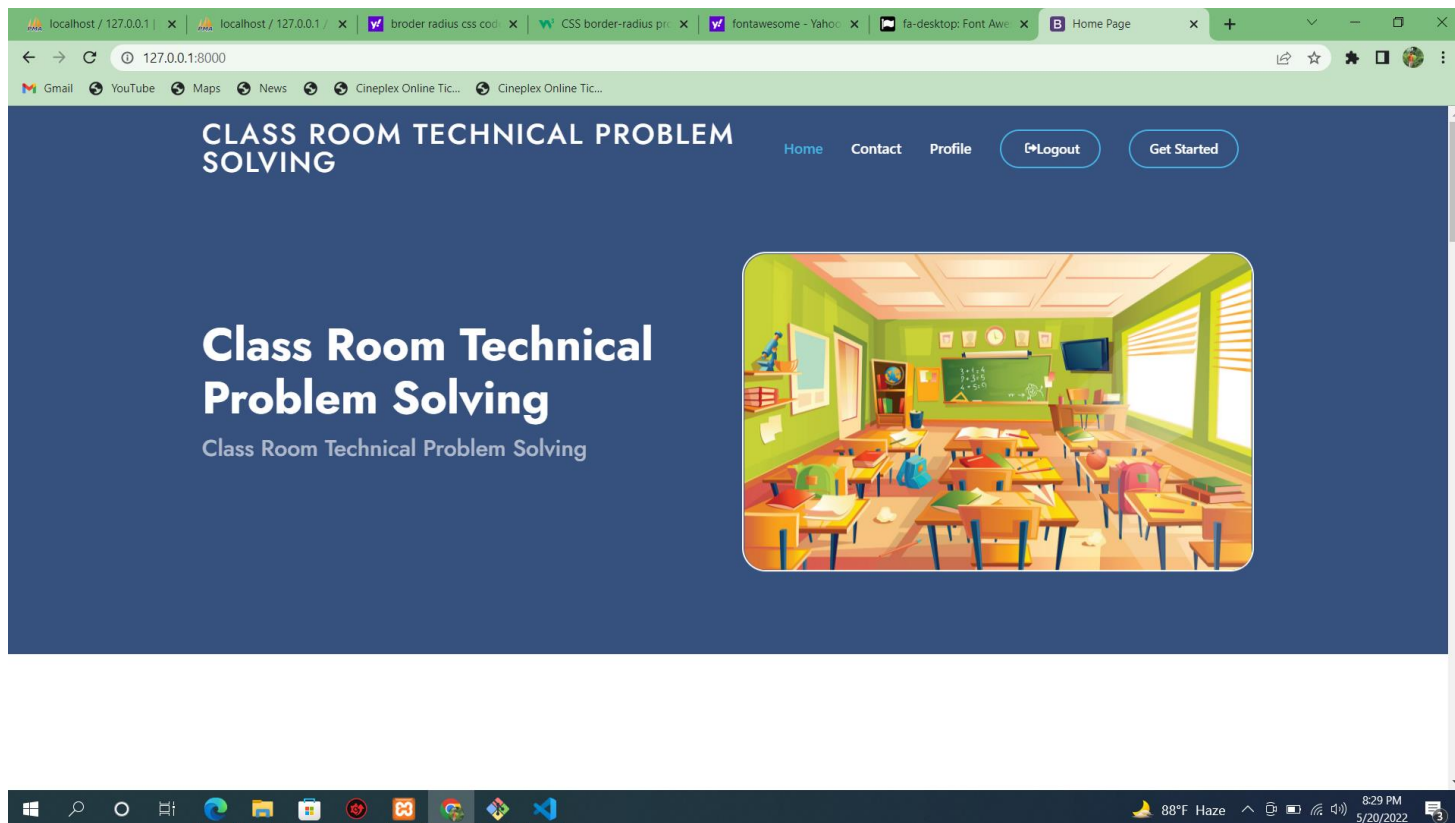 localhost / 127.0.0.1 |
localhost / 127.0.0.1 /
broder radius css cod
CSS border-radius pro
fontawesome - Yahoo
fa-desktop: Font Awe
Home Page
127.0.0.1:8000
Gmail YouTube Maps News Cineplex Online Tic... Cineplex Online Tic...
CLASS ROOM TECHNICAL PROBLEM
SOLVING
Home Contact Profile Logout Get Started
Class Room Technical
Problem Solving
Class Room Technical Problem Solving
88°F Haze
8:29 PM
5/20/2022
3